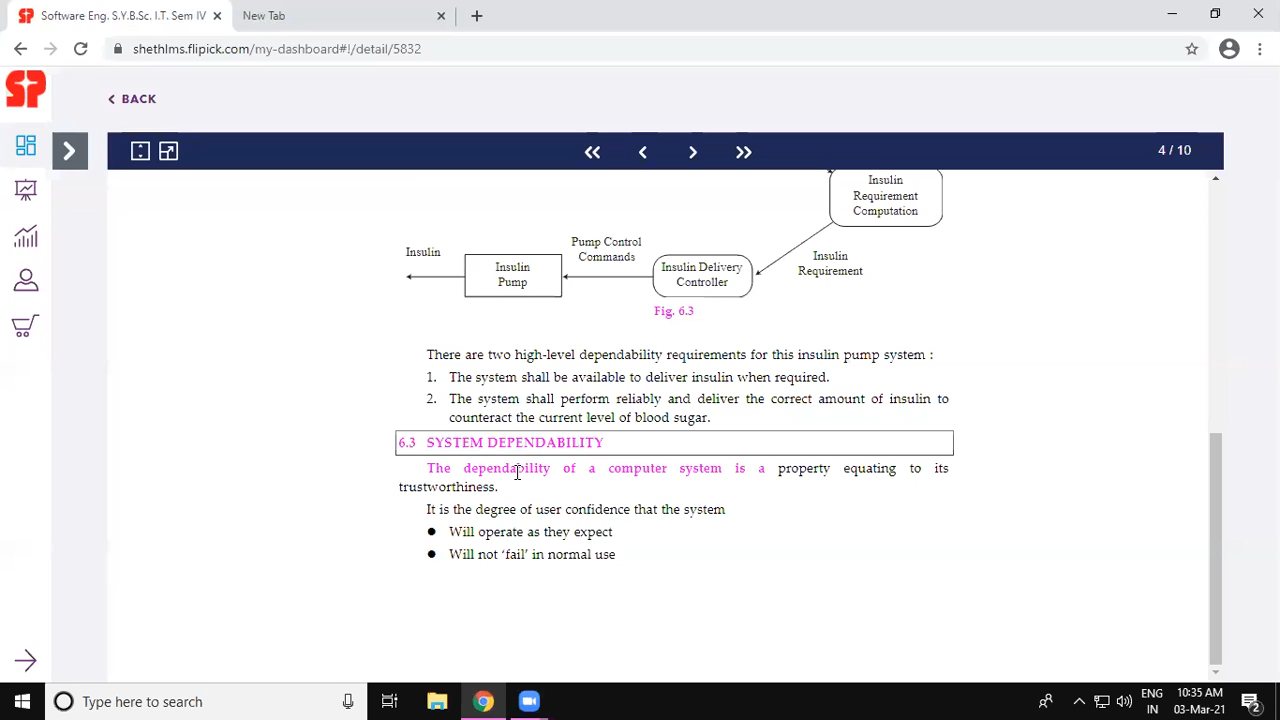 Software Eng. S.Y.B.Sc. I.T. Sem IV
New Tab
shethlms.flipick.com/my-dashboard#!/detail/5832
SP
BACK
4 / 10
Insulin
Requirement
Computation
Insulin
Pump Control
Commands
Insulin
Pump
Insulin Delivery
Controller
Insulin
Requirement
Fig. 6.3
There are two high-level dependability requirements for this insulin pump system :
1. The system shall be available to deliver insulin when required.
2. The system shall perform reliably and deliver the correct amount of insulin to
counteract the current level of blood sugar.
6.3 SYSTEM DEPENDABILITY
The dependability of a computer system is a property equating to its
trustworthiness.
It is the degree of user confidence that the system
● Will operate as they expect
● Will not ‘fail’ in normal use
Type here to search
ENG
IN
10:35 AM
03-Mar-21
2